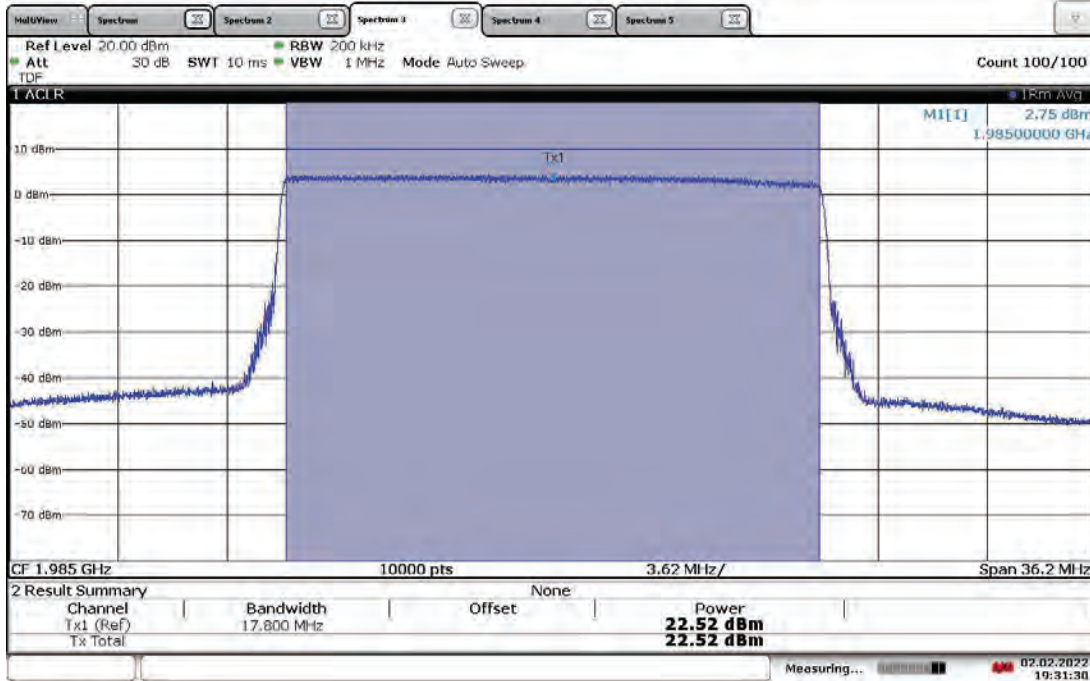 MultiView Spectrum Spectrum 2 Spectrum 3 Spectrum 4 Spectrum 5
Ref Level 20.00 dBm RBW 200 kHz
Att 30 dB SWT 10 ms VBW 1 MHz Mode Auto Sweep Count 100/100
TDF
1 ACLR 1Rm Avg
M1[1] 2.75 dBm
1.98500000 GHz
10 dBm
Tx1
0 dBm
-10 dBm
-20 dBm
-30 dBm
-40 dBm
-50 dBm
-60 dBm
-70 dBm
CF 1.985 GHz 10000 pts 3.62 MHz/ Span 36.2 MHz
2 Result Summary None
Channel Bandwidth Offset Power
Tx1 (Ref) 17.800 MHz 22.52 dBm
Tx Total 22.52 dBm
Measuring... 02.02.2022
19:31:30